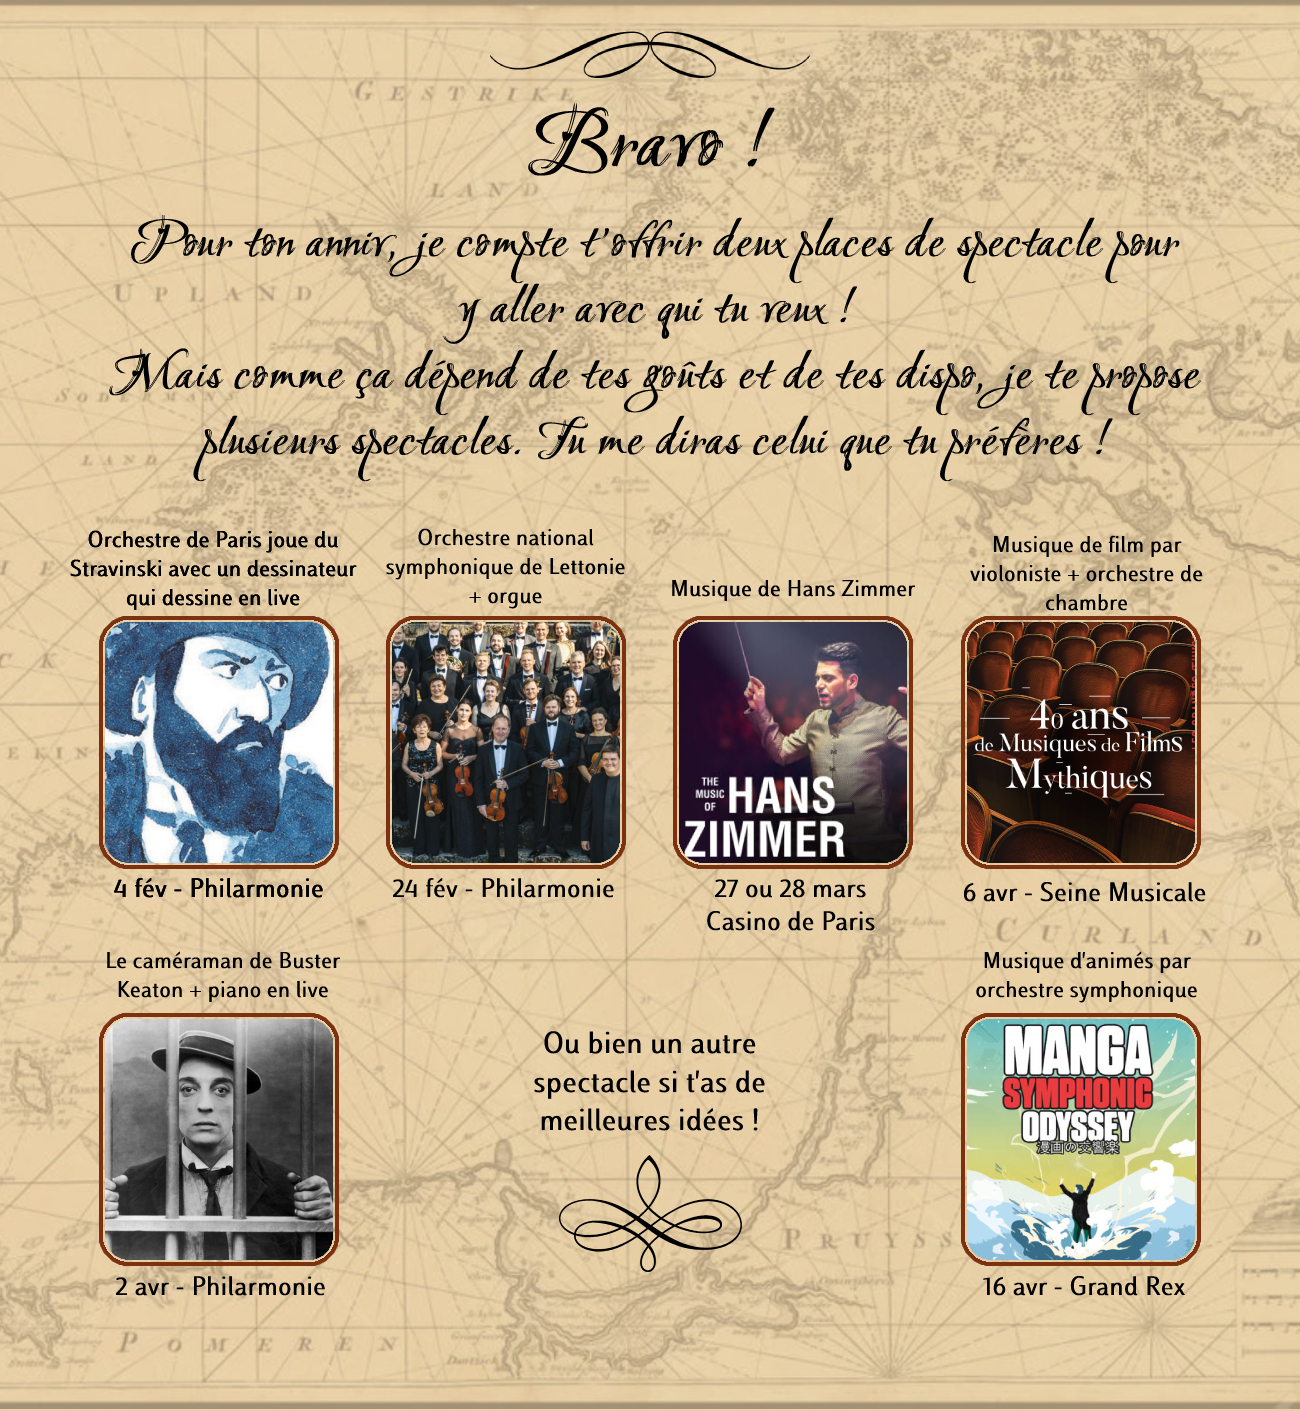 Bravo !
Pour ton anniv, je compte t'offrir deux places de spectacle pour
y aller avec qui tu veux !
Mais comme ça dépend de tes goûts et de tes dispo, je te propose
plusieurs spectacles. Tu me diras celui que tu préfères !
Orchestre de Paris joue du
Stravinski avec un dessinateur
qui dessine en live
4 fév - Philarmonie
Orchestre national
symphonique de Lettonie
+ orgue
24 fév - Philarmonie
Musique de Hans Zimmer
THE
MUSIC
OF
HANS
ZIMMER
27 ou 28 mars
Casino de Paris
Musique de film par
violoniste + orchestre de
chambre
40 ans
de Musiques de Films
Mythiques
6 avr - Seine Musicale
Le caméraman de Buster
Keaton + piano en live
2 avr - Philarmonie
Ou bien un autre
spectacle si t'as de
meilleures idées !
Musique d'animés par
orchestre symphonique
MANGA
SYMPHONIC
ODYSSEY
漫画の交響楽
16 avr - Grand Rex
GESTRIKE
LAND
UPLAND
CURLAND
PRUYSS
POMEREN